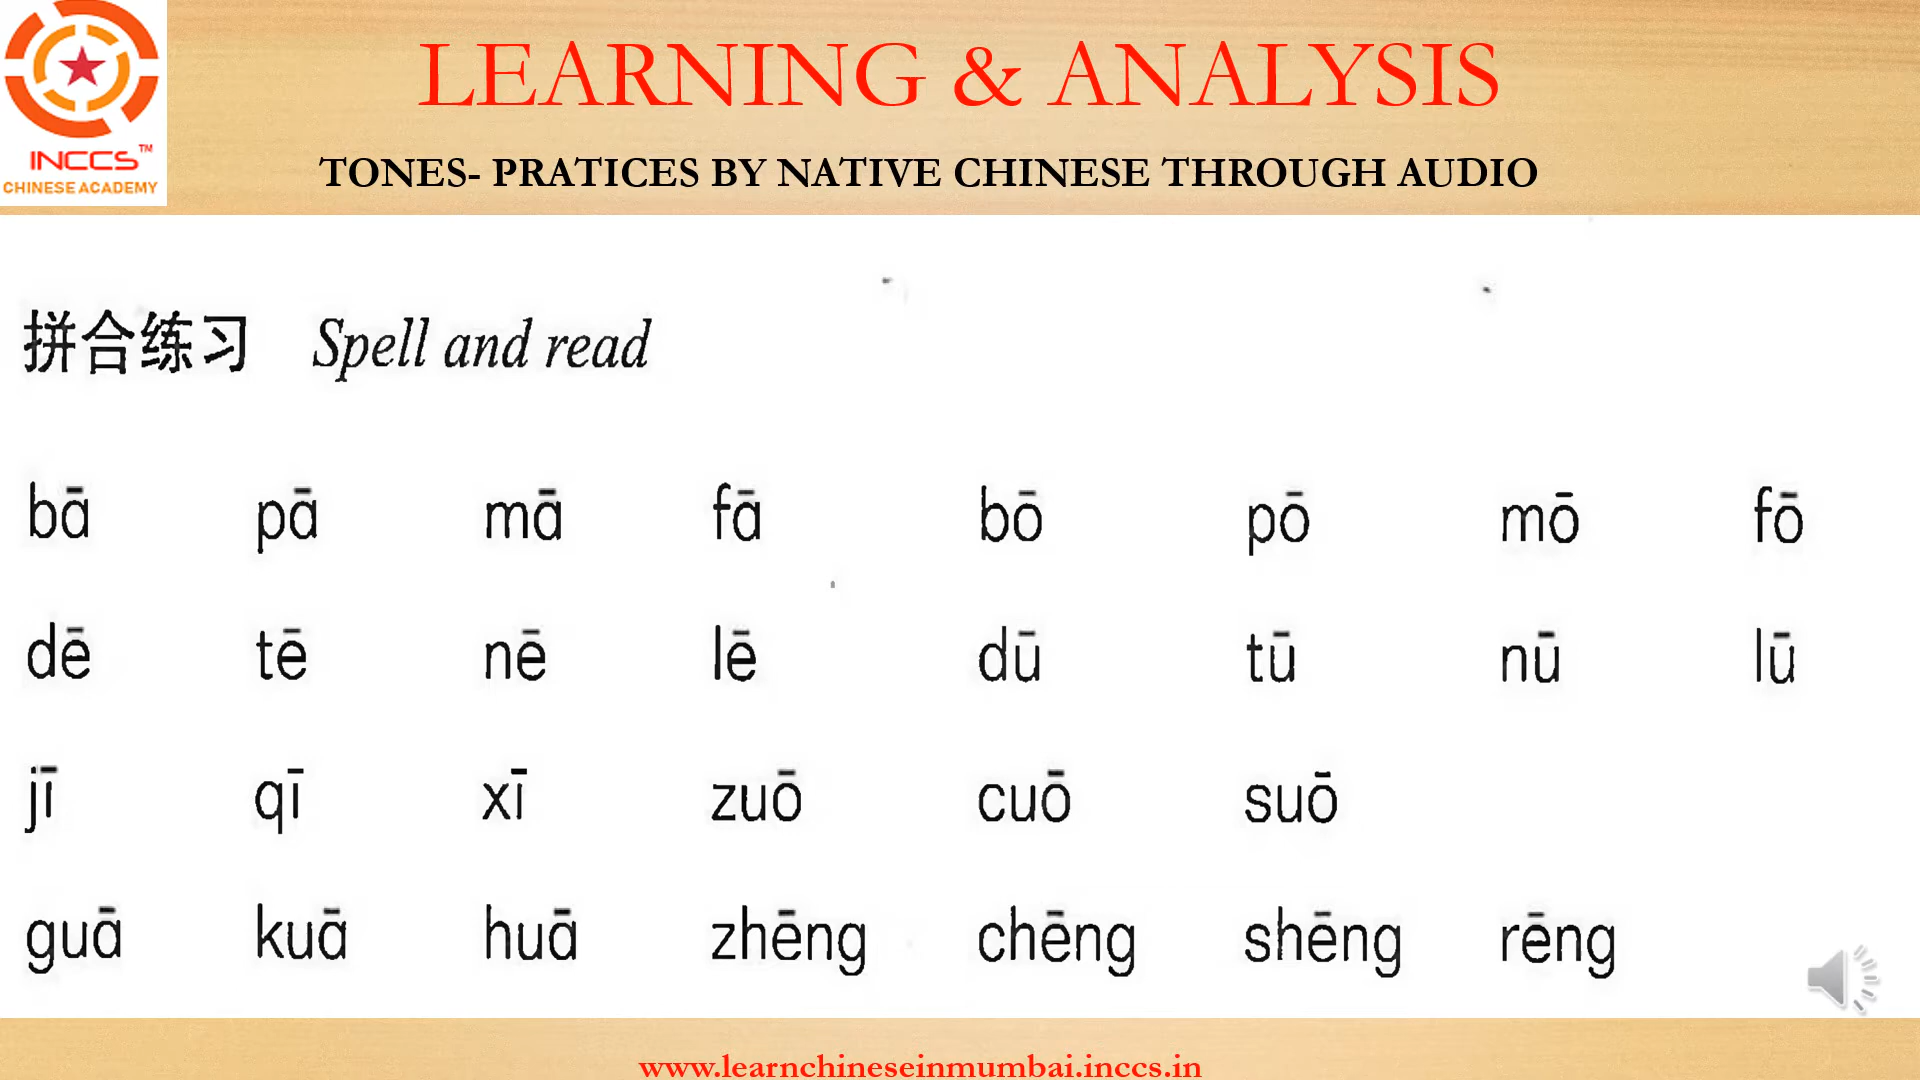 INCCS™
CHINESE ACADEMY
LEARNING & ANALYSIS
TONES- PRATICES BY NATIVE CHINESE THROUGH AUDIO
拼合练习 Spell and read
bā pā mā fā bō pō mō fō
dē tē nē lē dū tū nū lū
jī qī xī zuō cuō suō
guā kuā huā zhēng chēng shēng rēng
www.learnchineseinmumbai.inccs.in